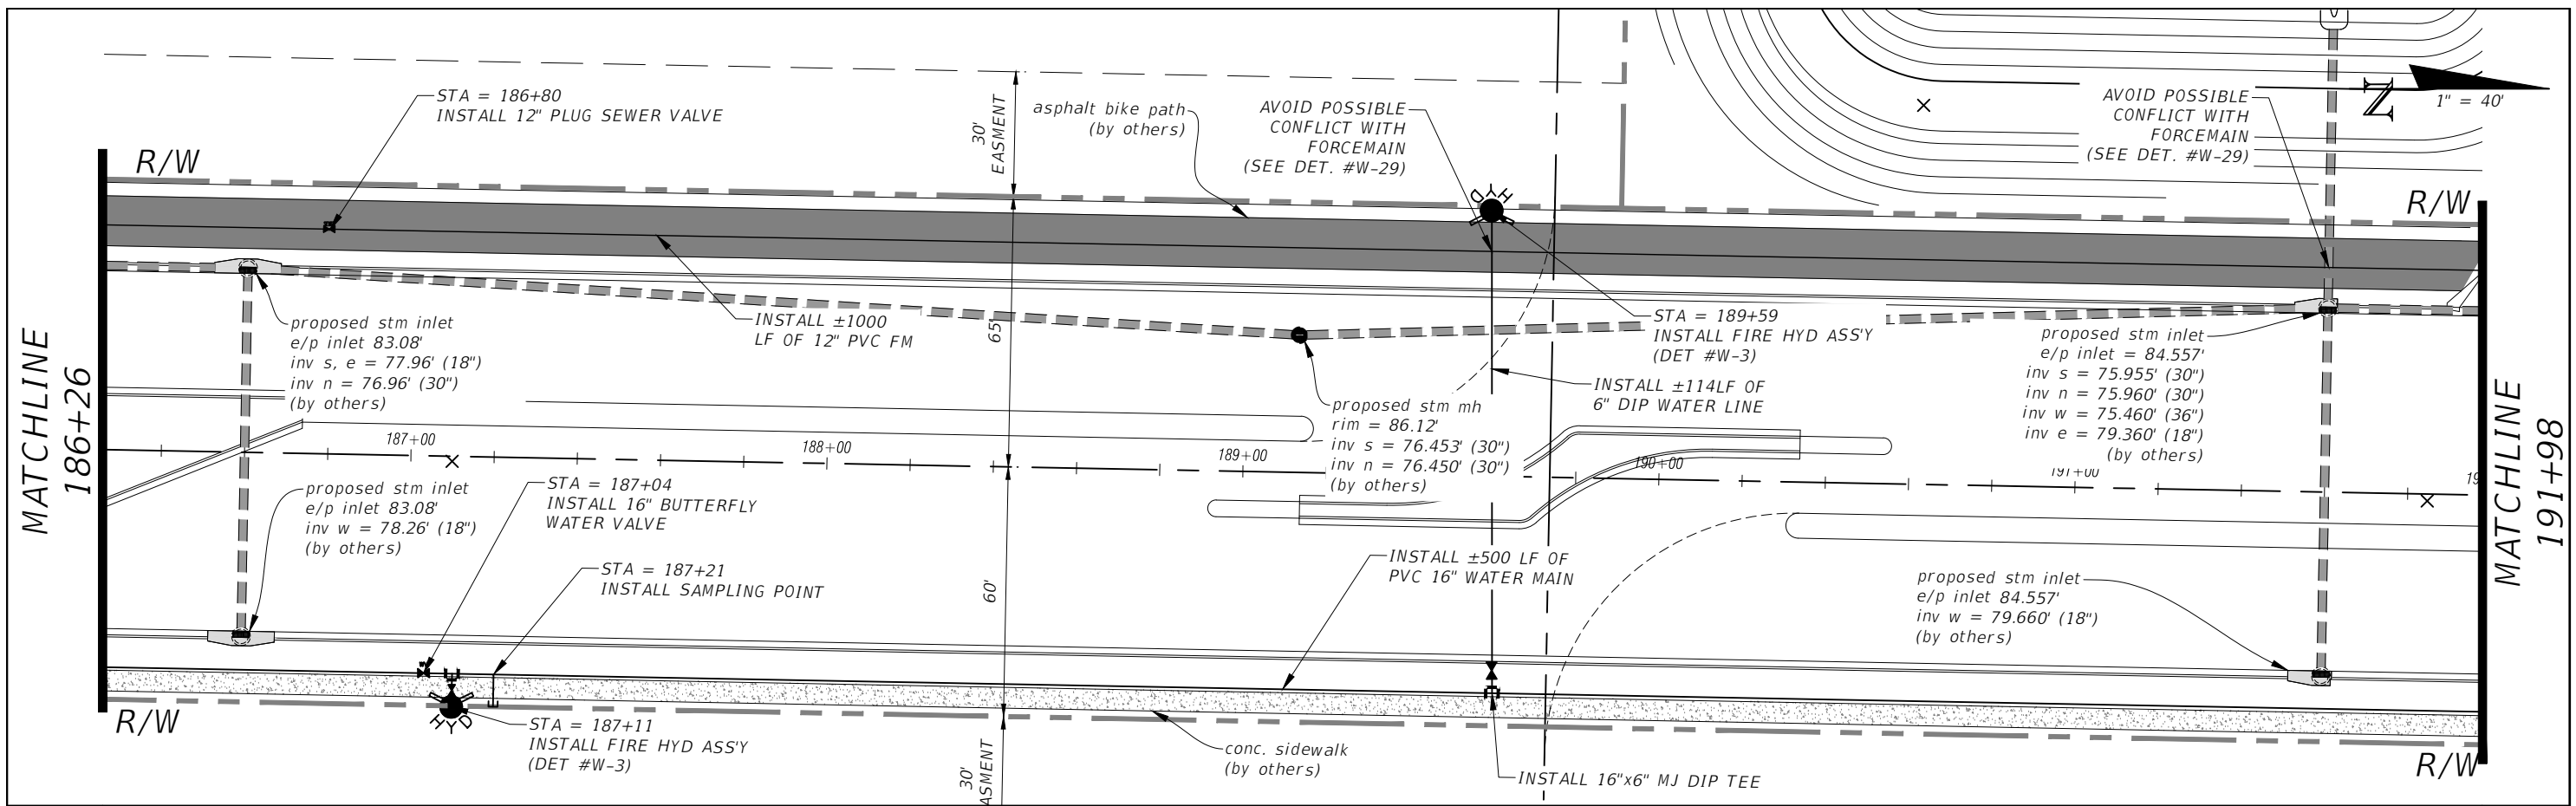 STA = 186+80
INSTALL 12" PLUG SEWER VALVE
30'
EASMENT
asphalt bike path
(by others)
AVOID POSSIBLE
CONFLICT WITH
FORCEMAIN
(SEE DET. #W-29)
AVOID POSSIBLE
CONFLICT WITH
FORCEMAIN
(SEE DET. #W-29)
N
1" = 40'
R/W
R/W
HYD
MATCHLINE
186+26
proposed stm inlet
e/p inlet 83.08'
inv s, e = 77.96' (18")
inv n = 76.96' (30")
(by others)
INSTALL ±1000
LF OF 12" PVC FM
65'
STA = 189+59
INSTALL FIRE HYD ASS'Y
(DET #W-3)
INSTALL ±114LF OF
6" DIP WATER LINE
proposed stm mh
rim = 86.12'
inv s = 76.453' (30")
inv n = 76.450' (30")
(by others)
proposed stm inlet
e/p inlet = 84.557'
inv s = 75.955' (30")
inv n = 75.960' (30")
inv w = 75.460' (36")
inv e = 79.360' (18")
(by others)
MATCHLINE
191+98
187+00
188+00
189+00
190+00
191+00
19
proposed stm inlet
e/p inlet 83.08'
inv w = 78.26' (18")
(by others)
STA = 187+04
INSTALL 16" BUTTERFLY
WATER VALVE
STA = 187+21
INSTALL SAMPLING POINT
60'
INSTALL ±500 LF OF
PVC 16" WATER MAIN
proposed stm inlet
e/p inlet 84.557'
inv w = 79.660' (18")
(by others)
R/W
HYD
STA = 187+11
INSTALL FIRE HYD ASS'Y
(DET #W-3)
30'
ASMENT
conc. sidewalk
(by others)
INSTALL 16"x6" MJ DIP TEE
R/W